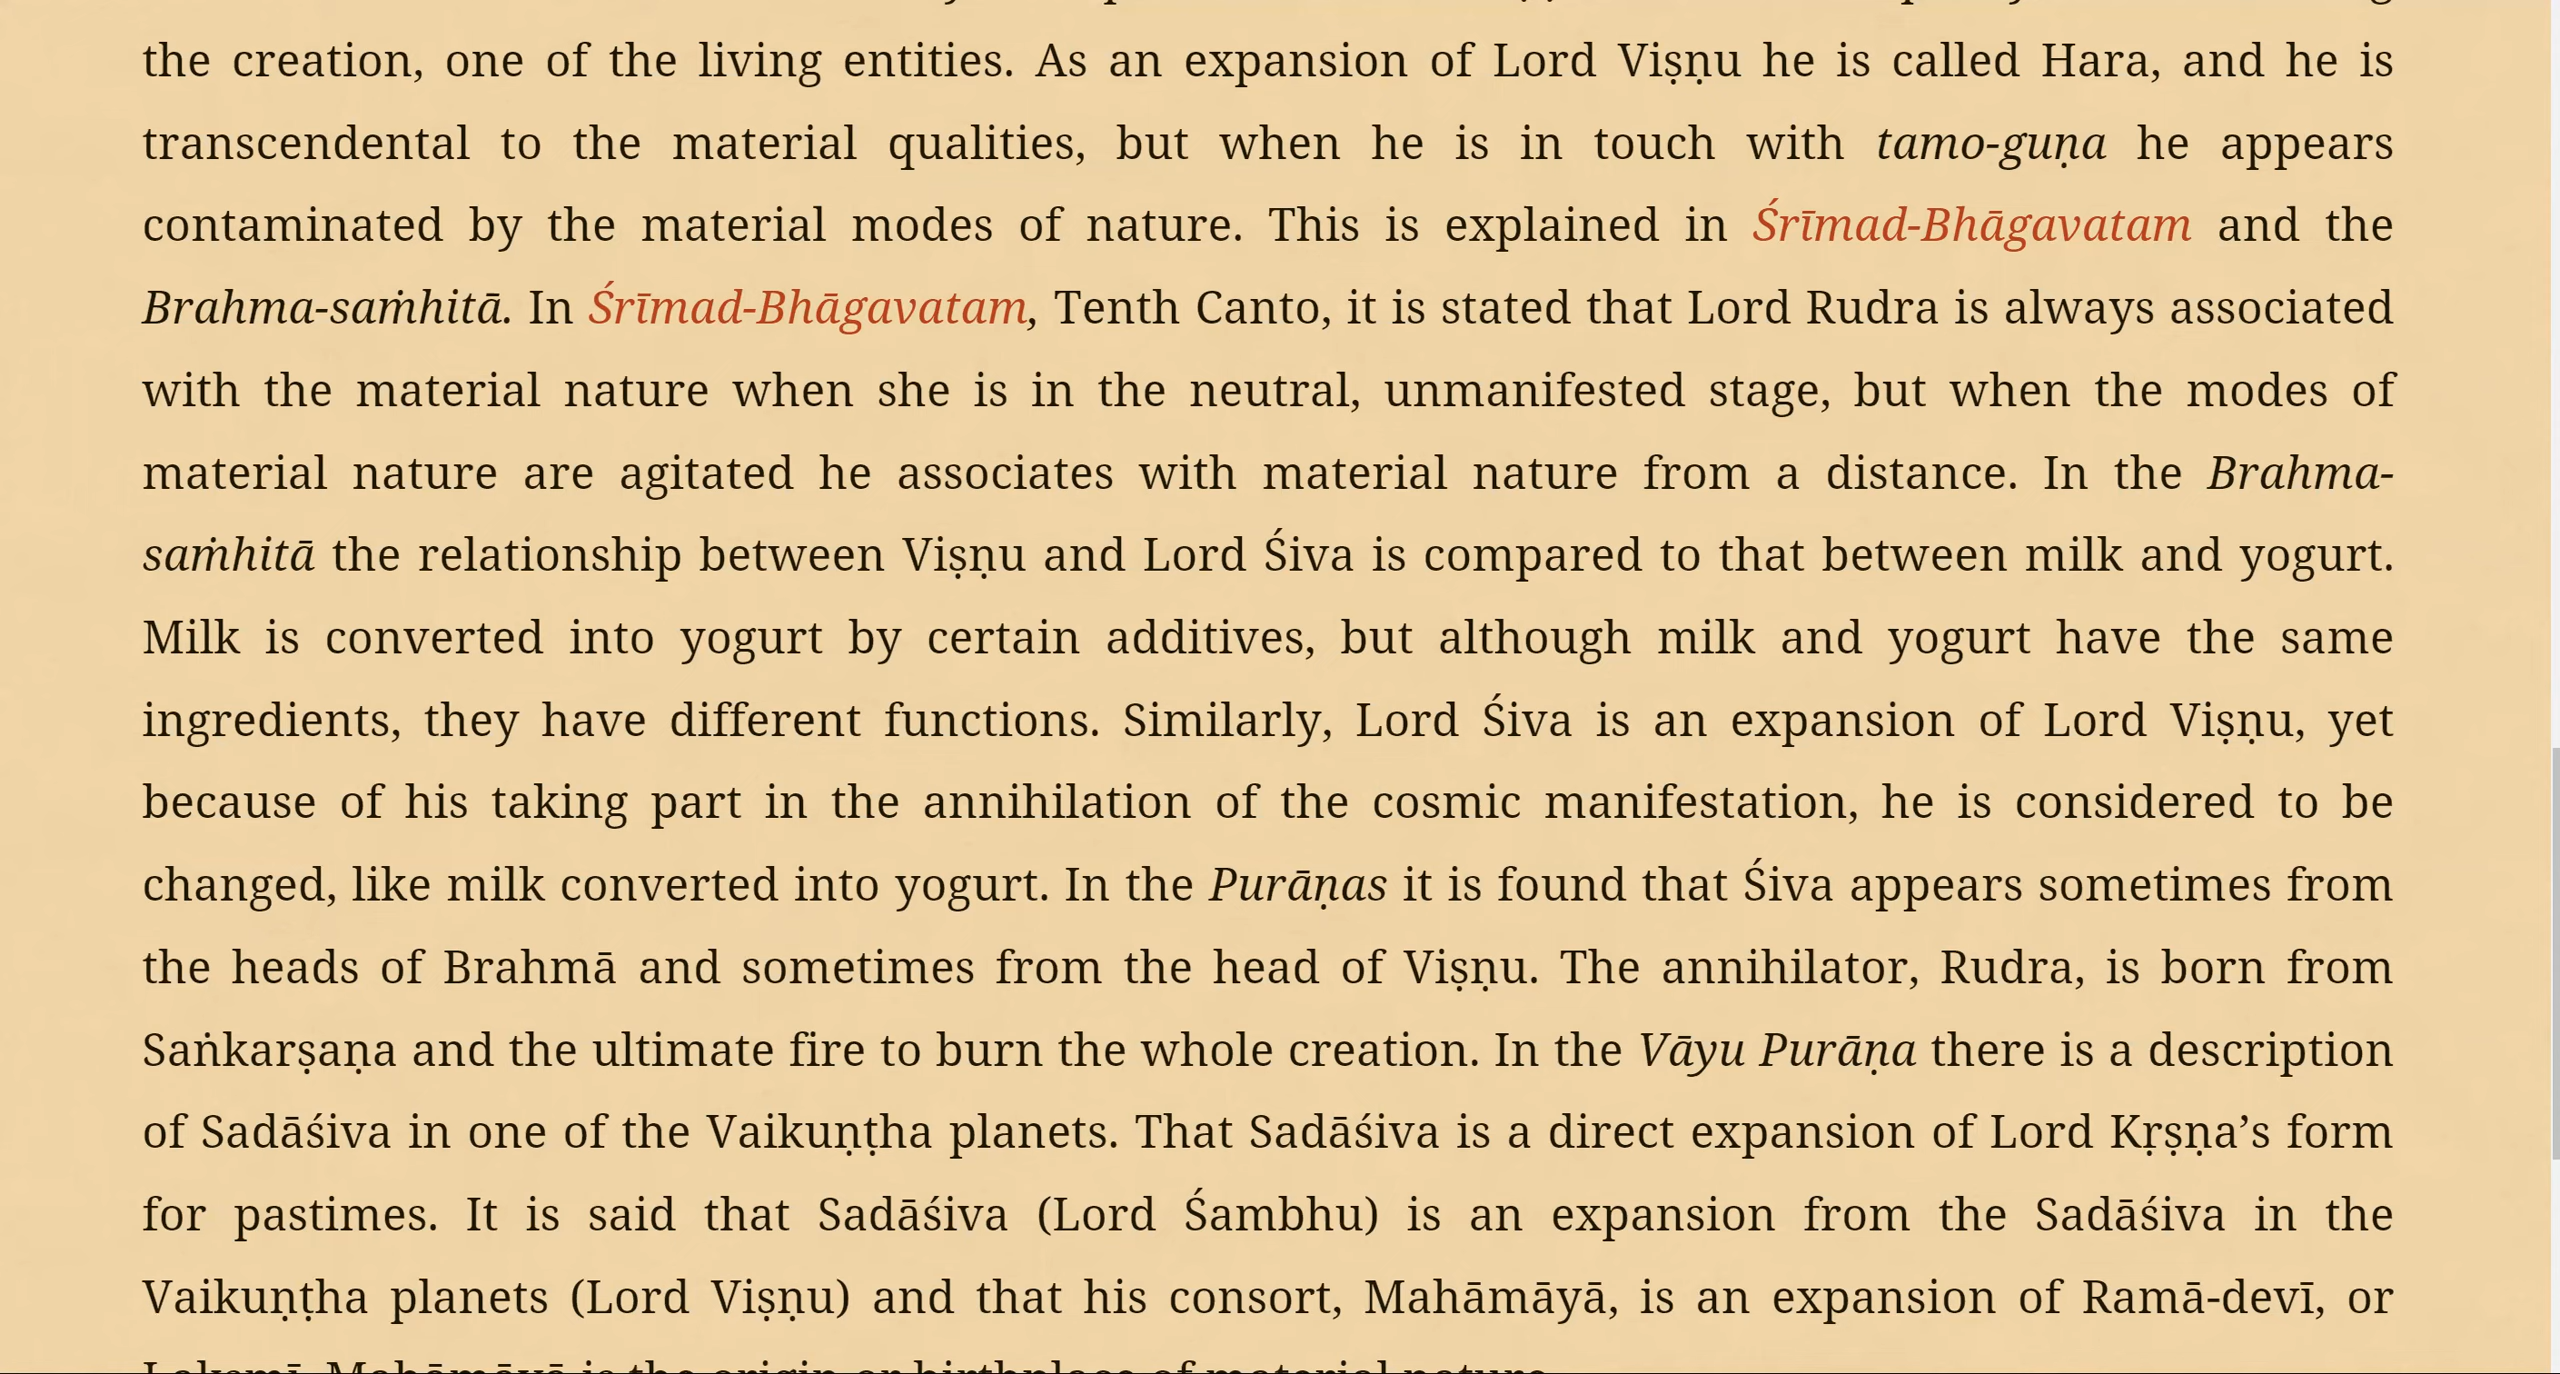 the creation, one of the living entities. As an expansion of Lord Viṣṇu he is called Hara, and he is
transcendental to the material qualities, but when he is in touch with tamo-guṇa he appears
contaminated by the material modes of nature. This is explained in Śrīmad-Bhāgavatam and the
Brahma-saṁhitā. In Śrīmad-Bhāgavatam, Tenth Canto, it is stated that Lord Rudra is always associated
with the material nature when she is in the neutral, unmanifested stage, but when the modes of
material nature are agitated he associates with material nature from a distance. In the Brahma-
saṁhitā the relationship between Viṣṇu and Lord Śiva is compared to that between milk and yogurt.
Milk is converted into yogurt by certain additives, but although milk and yogurt have the same
ingredients, they have different functions. Similarly, Lord Śiva is an expansion of Lord Viṣṇu, yet
because of his taking part in the annihilation of the cosmic manifestation, he is considered to be
changed, like milk converted into yogurt. In the Purāṇas it is found that Śiva appears sometimes from
the heads of Brahmā and sometimes from the head of Viṣṇu. The annihilator, Rudra, is born from
Saṅkarṣaṇa and the ultimate fire to burn the whole creation. In the Vāyu Purāṇa there is a description
of Sadāśiva in one of the Vaikuṇṭha planets. That Sadāśiva is a direct expansion of Lord Kṛṣṇa’s form
for pastimes. It is said that Sadāśiva (Lord Śambhu) is an expansion from the Sadāśiva in the
Vaikuṇṭha planets (Lord Viṣṇu) and that his consort, Mahāmāyā, is an expansion of Ramā-devī, or
Lakṣmī. Mahāmāyā is the origin or birthplace of material nature.